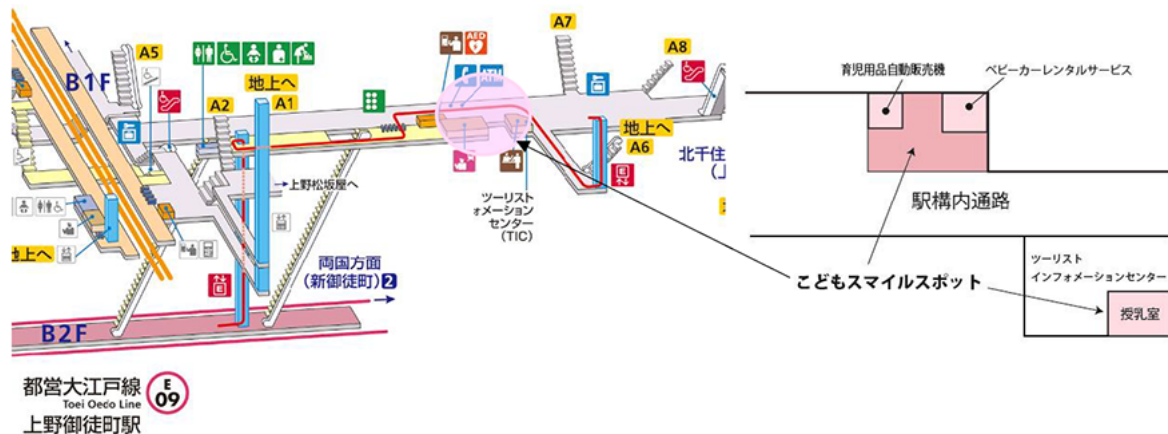 A5
B1F
地上へ
A1
A2
AED
ATM
A7
A8
地上へ
A6
北千住
上野松坂屋へ
ツーリスト
ォメーション
センター
(TIC)
地上へ
両国方面
(新御徒町)2
B2F
都営大江戸線
Toei Oedo Line
上野御徒町駅
E
09
育児用品自動販売機
ベビーカーレンタルサービス
駅構内通路
こどもスマイルスポット
ツーリスト
インフォメーションセンター
授乳室